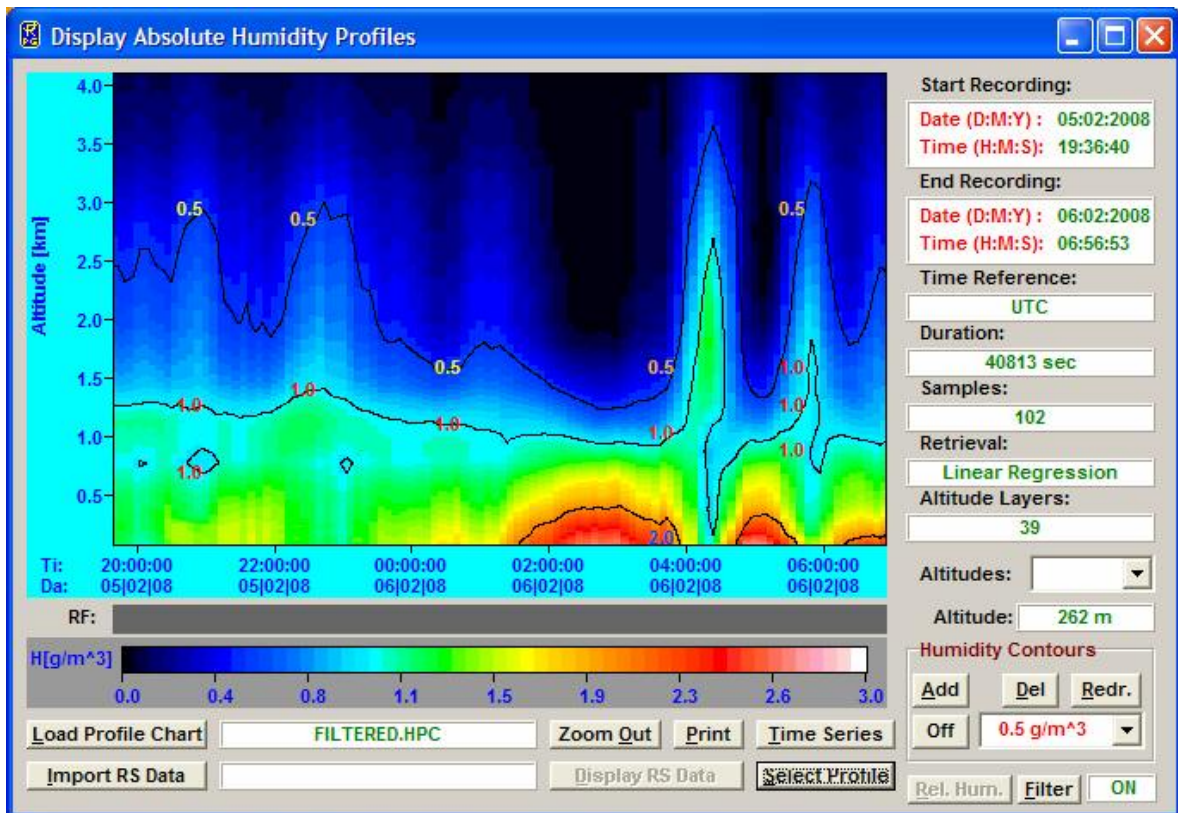 Display Absolute Humidity Profiles
4.0
3.5
3.0
2.5
2.0
1.5
1.0
0.5
Altitude [km]
0.5
0.5
0.5
0.5
0.5
1.0
1.0
1.0
1.0
1.0
1.0
1.0
1.0
2.0
Ti: 20:00:00 22:00:00 00:00:00 02:00:00 04:00:00 06:00:00
Da: 05|02|08 05|02|08 06|02|08 06|02|08 06|02|08 06|02|08
RF:
H[g/m^3]
0.0 0.4 0.8 1.1 1.5 1.9 2.3 2.6 3.0
Load Profile Chart FILTERED.HPC Zoom Out Print Time Series
Import RS Data Display RS Data Select Profile
Start Recording:
Date (D:M:Y) : 05:02:2008
Time (H:M:S): 19:36:40
End Recording:
Date (D:M:Y) : 06:02:2008
Time (H:M:S): 06:56:53
Time Reference:
UTC
Duration:
40813 sec
Samples:
102
Retrieval:
Linear Regression
Altitude Layers:
39
Altitudes:
Altitude: 262 m
Humidity Contours
Add Del Redr.
Off 0.5 g/m^3
Rel. Hum. Filter ON